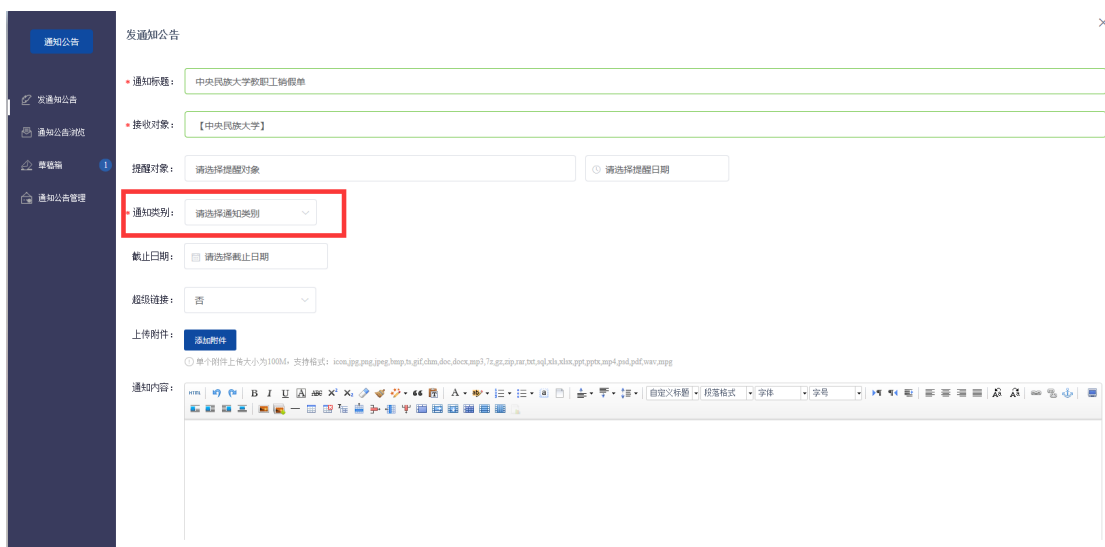 通知公告
发通知公告
通知公告浏览
草稿箱 1
通知公告管理
发通知公告
* 通知标题： 中央民族大学教职工销假单
* 接收对象： 【中央民族大学】
提醒对象： 请选择提醒对象 请选择提醒日期
* 通知类别： 请选择通知类别
截止日期： 请选择截止日期
超级链接： 否
上传附件： 添加附件
单个附件上传大小为100M，支持格式：icon,jpg,png,jpeg,bmp,ts,gif,chm,doc,docx,mp3,7z,gz,zip,rar,txt,sql,xls,xlsx,ppt,pptx,mp4,psd,pdf,wav,mpg
通知内容：
HTML B I U A ABC X² X₂ A 自定义标题 段落格式 字体 字号